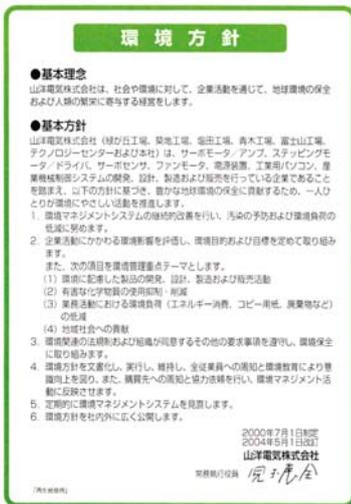 環境方針
●基本理念
山洋電気株式会社は、社会や環境に対して、企業活動を通じて、地球環境の保全
および人類の繁栄に寄与する経営をします。
●基本方針
山洋電気株式会社（緑が丘工場、築地工場、塩田工場、青木工場、富士山工場、
テクノロジーセンターおよび本社）は、サーボモータ／アンプ、ステッピングモ
ータ／ドライバ、サーボセンサ、ファンモータ、電源装置、工業用パソコン、産
業機械制御システムの開発、設計、製造および販売を行っている企業であること
を踏まえ、以下の方針に基づき、豊かな地球環境の保全に貢献するため、一人ひ
とりが環境にやさしい活動を推進します。
1．環境マネジメントシステムの継続的改善を行い、汚染の予防および環境負荷の
低減に努めます。
2．企業活動にかかわる環境影響を評価し、環境目的および目標を定めて取り組み
ます。
また、次の項目を環境管理重点テーマとします。
（1）環境に配慮した製品の開発、設計、製造および販売活動
（2）有害な化学物質の使用抑制・削減
（3）業務活動における環境負荷（エネルギー消費、コピー用紙、廃棄物など）
の低減
（4）地域社会への貢献
3．環境関連の法規制および組織が同意するその他の要求事項を遵守し、環境保全
に取り組みます。
4．環境方針を文書化し、実行し、維持し、全従業員への周知と環境教育により意
識向上を図り、また、購買先への周知と協力依頼を行い、環境マネジメント活
動に反映させます。
5．定期的に環境マネジメントシステムを見直します。
6．環境方針を社内外に広く公開します。
2000年7月1日制定
2004年5月1日改訂
山洋電気株式会社
常務執行役員
「再生紙使用」